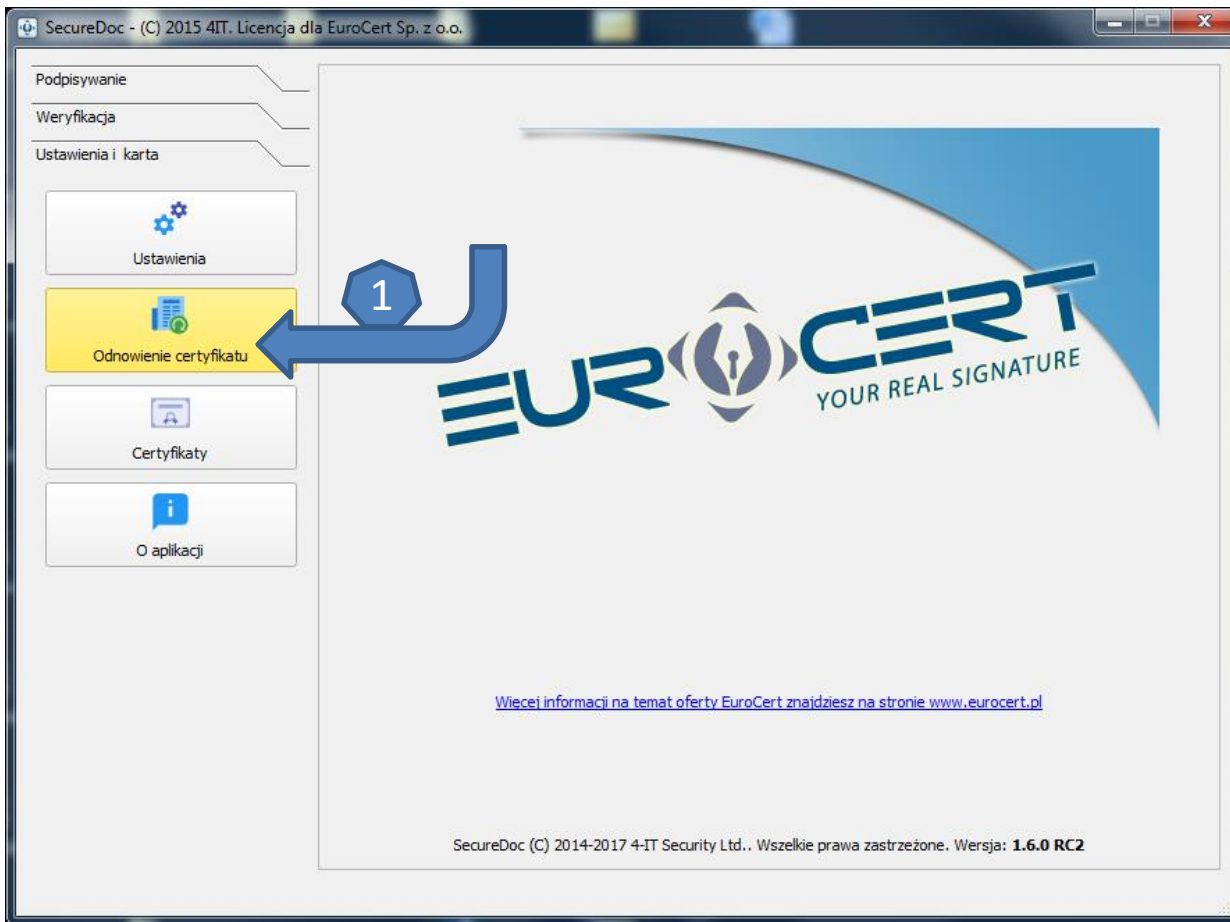 SecureDoc - (C) 2015 4IT. Licencja dla EuroCert Sp. z o.o.
Podpisywanie
Weryfikacja
Ustawienia i karta
Ustawienia
1
Odnowienie certyfikatu
Certyfikaty
i
O aplikacji
EUROCERT
YOUR REAL SIGNATURE
Więcej informacji na temat oferty EuroCert znajdziesz na stronie www.eurocert.pl
SecureDoc (C) 2014-2017 4-IT Security Ltd.. Wszelkie prawa zastrzeżone. Wersja: 1.6.0 RC2